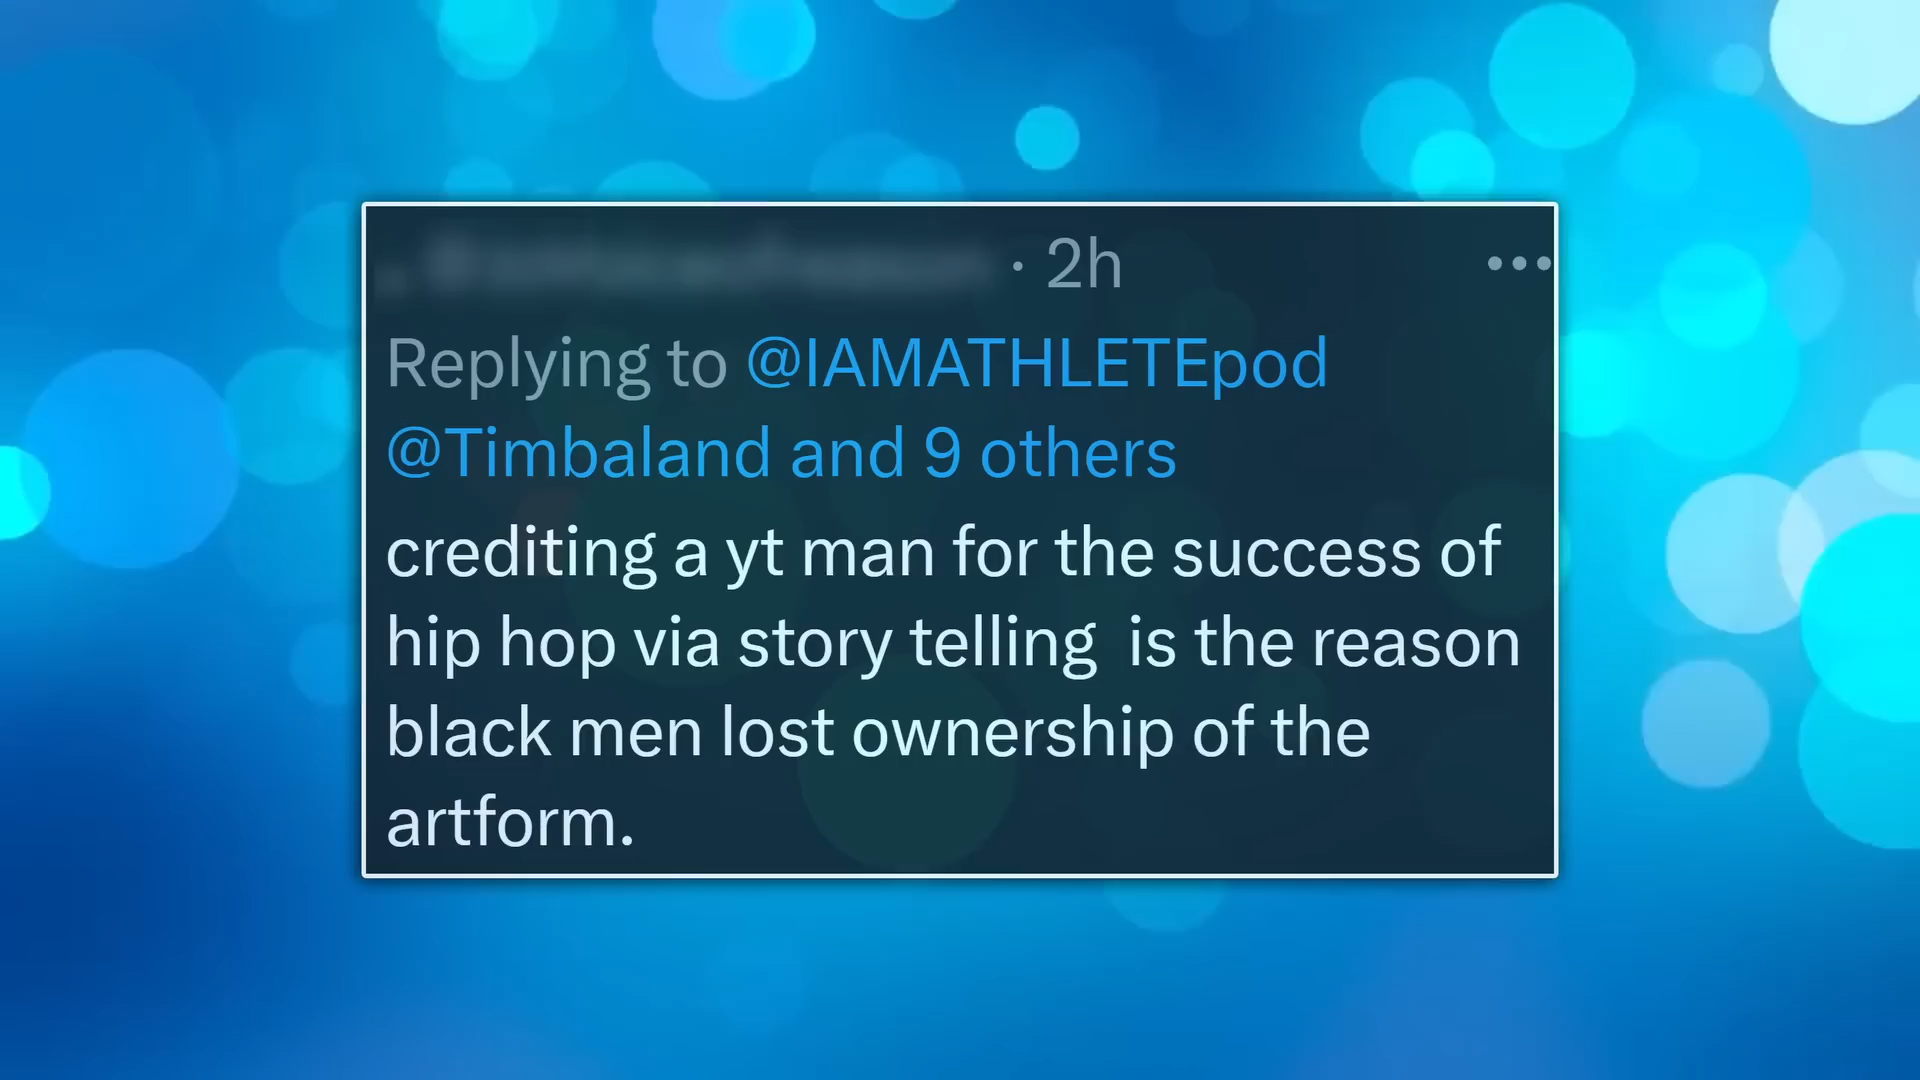 · 2h
Replying to @IAMATHLETEpod
@Timbaland and 9 others
crediting a yt man for the success of
hip hop via story telling  is the reason
black men lost ownership of the
artform.